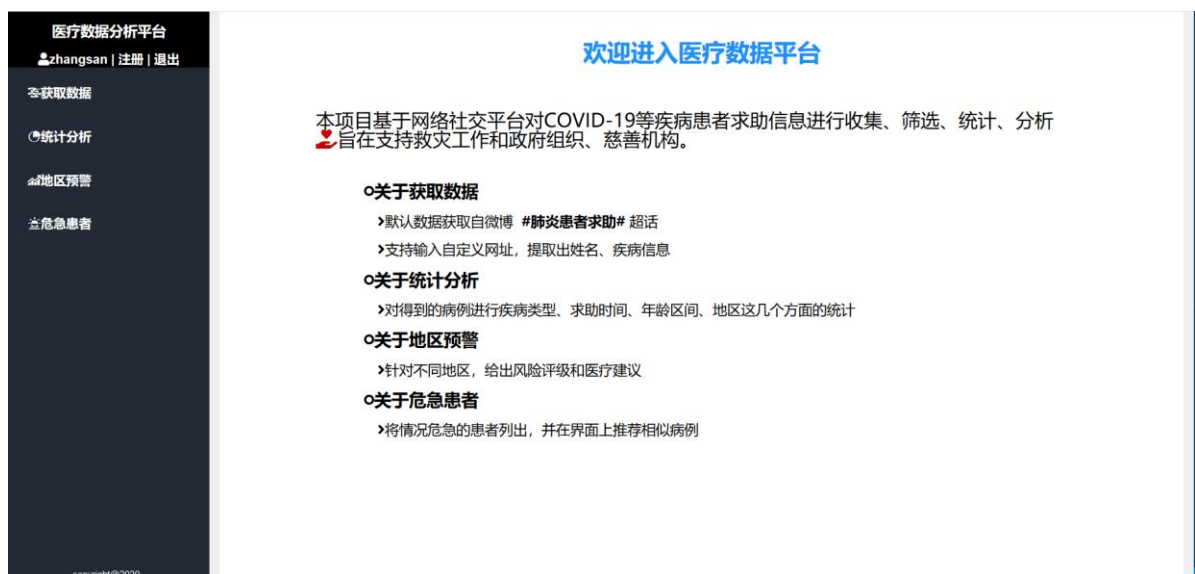 医疗数据分析平台
zhangsan | 注册 | 退出
获取数据
统计分析
地区预警
危急患者
copyright@2020
欢迎进入医疗数据平台
本项目基于网络社交平台对COVID-19等疾病患者求助信息进行收集、筛选、统计、分析
旨在支持救灾工作和政府组织、慈善机构。
关于获取数据
默认数据获取自微博 #肺炎患者求助# 超话
支持输入自定义网址，提取出姓名、疾病信息
关于统计分析
对得到的病例进行疾病类型、求助时间、年龄区间、地区这几个方面的统计
关于地区预警
针对不同地区，给出风险评级和医疗建议
关于危急患者
将情况危急的患者列出，并在界面上推荐相似病例